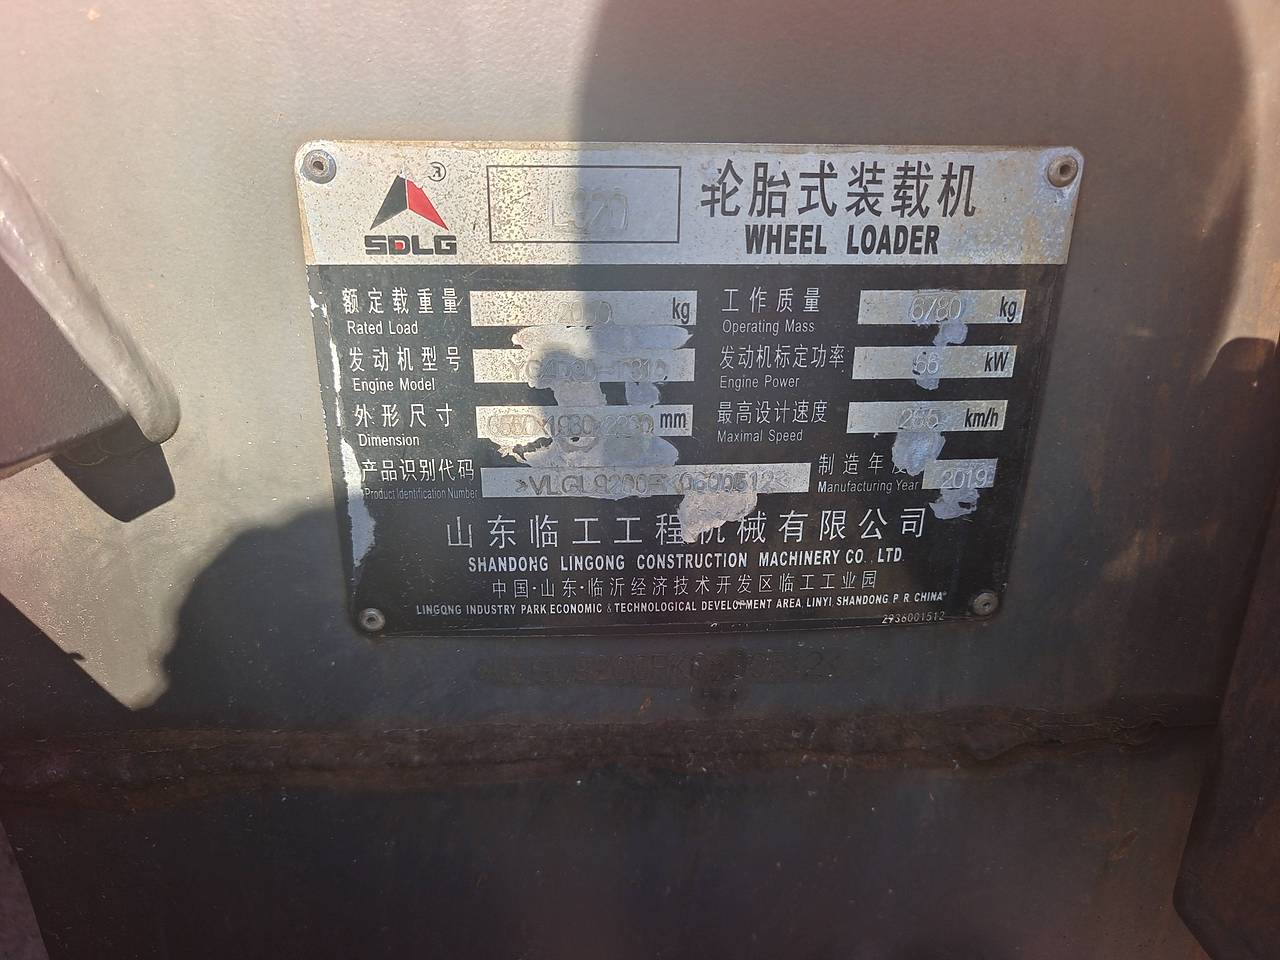 ®
SDLG
轮胎式装载机
WHEEL LOADER
额定载重量 kg 工作质量 6780 kg
Rated Load Operating Mass
发动机型号 发动机标定功率 66 kW
Engine Model Engine Power
外形尺寸 mm 最高设计速度 km/h
Dimension Maximal Speed
产品识别代码 制造年度 2019
Product Identification Number Manufacturing Year
山东临工工程机械有限公司
SHANDONG LINGONG CONSTRUCTION MACHINERY CO., LTD.
中国·山东·临沂经济技术开发区临工工业园
LINGONG INDUSTRY PARK ECONOMIC & TECHNOLOGICAL DEVELOPMENT AREA, LINYI SHANDONG P R CHINA
2936001512